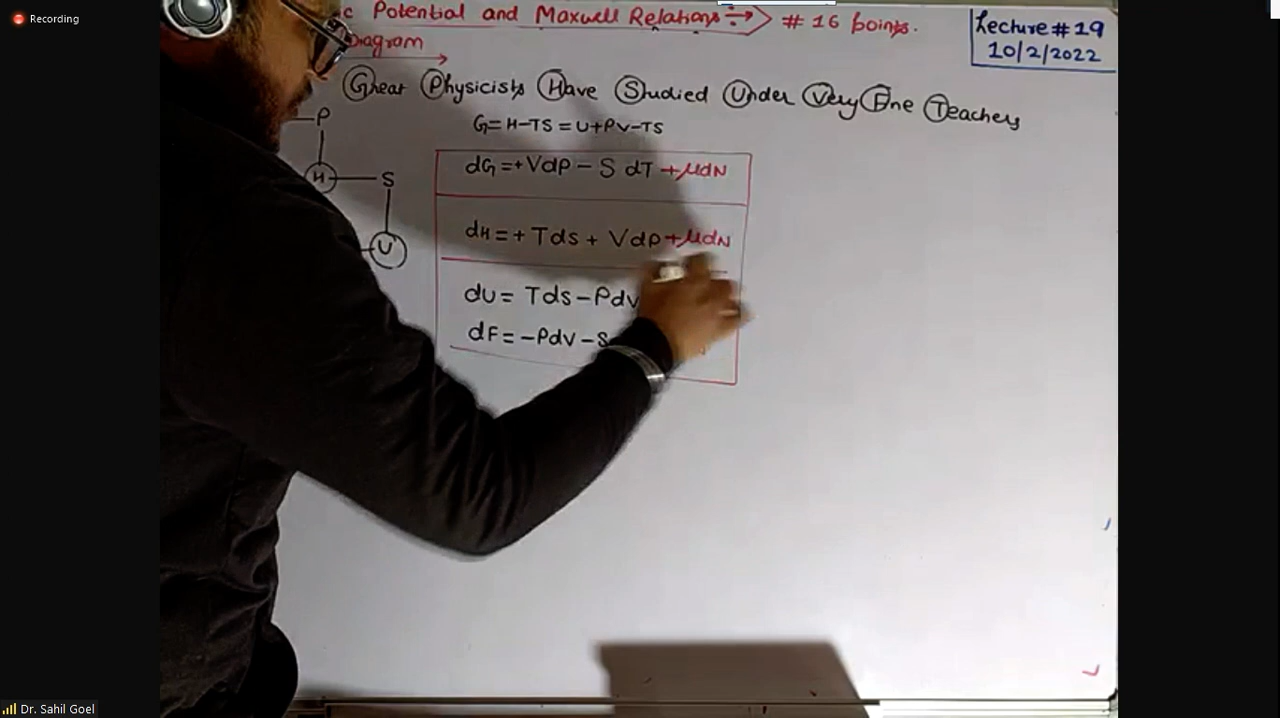 Recording
c Potential and Maxwell Relations ÷→ # 16 points.
Lecture # 19
10/2/2022
Diagram
Great Physicists Have Studied Under Very Fine Teachers
P
G = H-TS = U+PV-TS
dG = +Vdp - S dT + μdN
H S
dH = + Tds + Vdp + μdN
U
dU = Tds - Pdv
dF = -Pdv - S
Dr. Sahil Goel